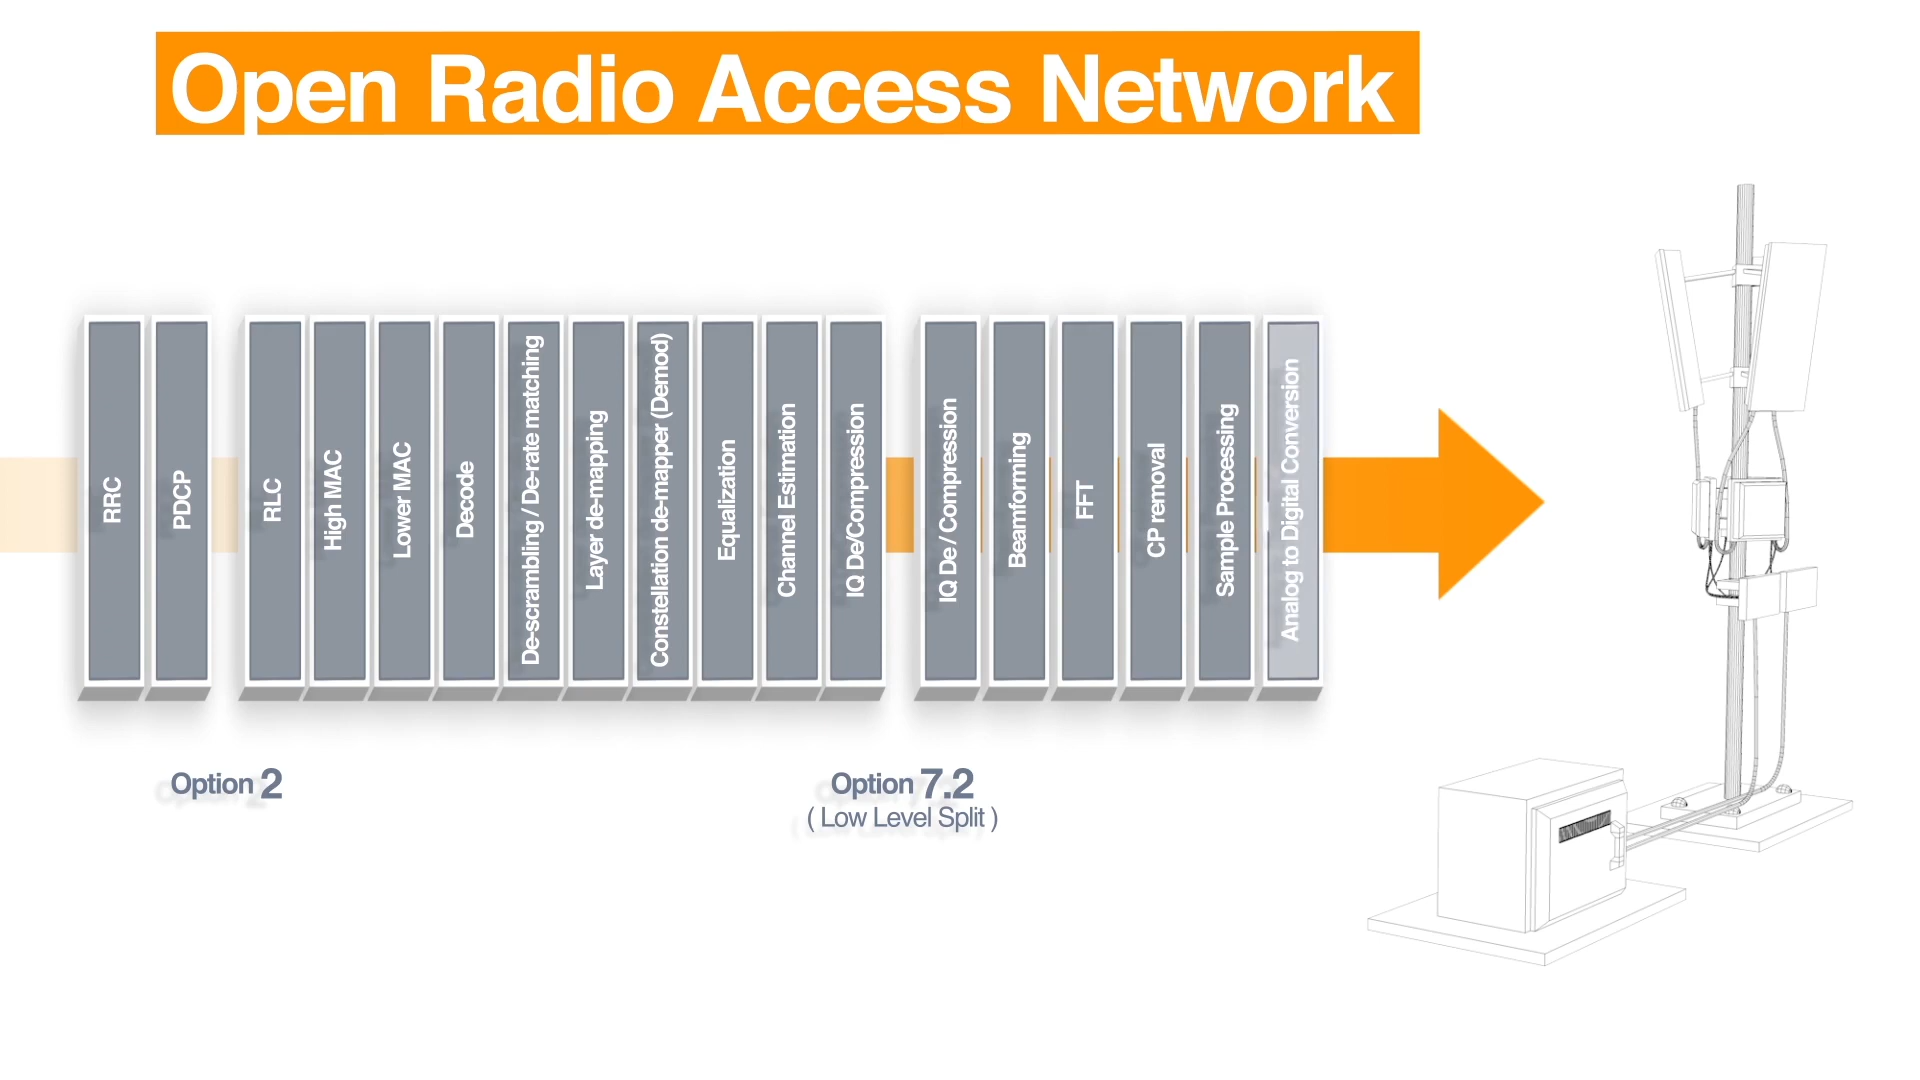 Open Radio Access Network
RRC
PDCP
RLC
High MAC
Lower MAC
Decode
De-scrambling / De-rate matching
Layer de-mapping
Constellation de-mapper (Demod)
Equalization
Channel Estimation
IQ De/Compression
IQ De / Compression
Beamforming
FFT
CP removal
Sample Processing
Analog to Digital Conversion
Option 2
Option 7.2
( Low Level Split )